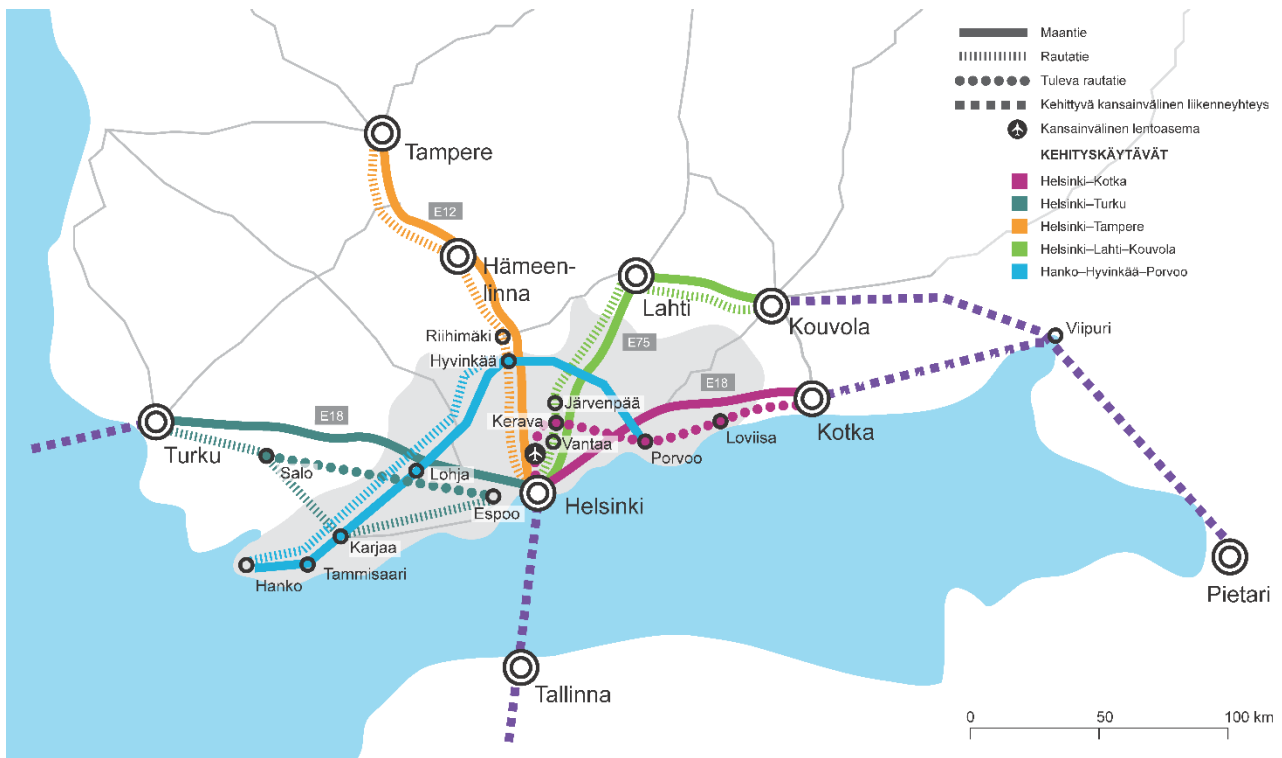 Maantie
Rautatie
Tuleva rautatie
Kehittyvä kansainvälinen liikenneyhteys
Kansainvälinen lentoasema
KEHITYSKÄYTÄVÄT
Helsinki–Kotka
Helsinki–Turku
Helsinki–Tampere
Helsinki–Lahti–Kouvola
Hanko–Hyvinkää–Porvoo
Tampere
E12
Hämeen-
linna
Lahti
Kouvola
Riihimäki
Hyvinkää
E75
Viipuri
E18
Järvenpää
Kerava
Vantaa
Loviisa
Porvoo
Kotka
E18
Turku
Salo
Lohja
Espoo
Helsinki
Karjaa
Hanko
Tammisaari
Pietari
Tallinna
0
50
100 km